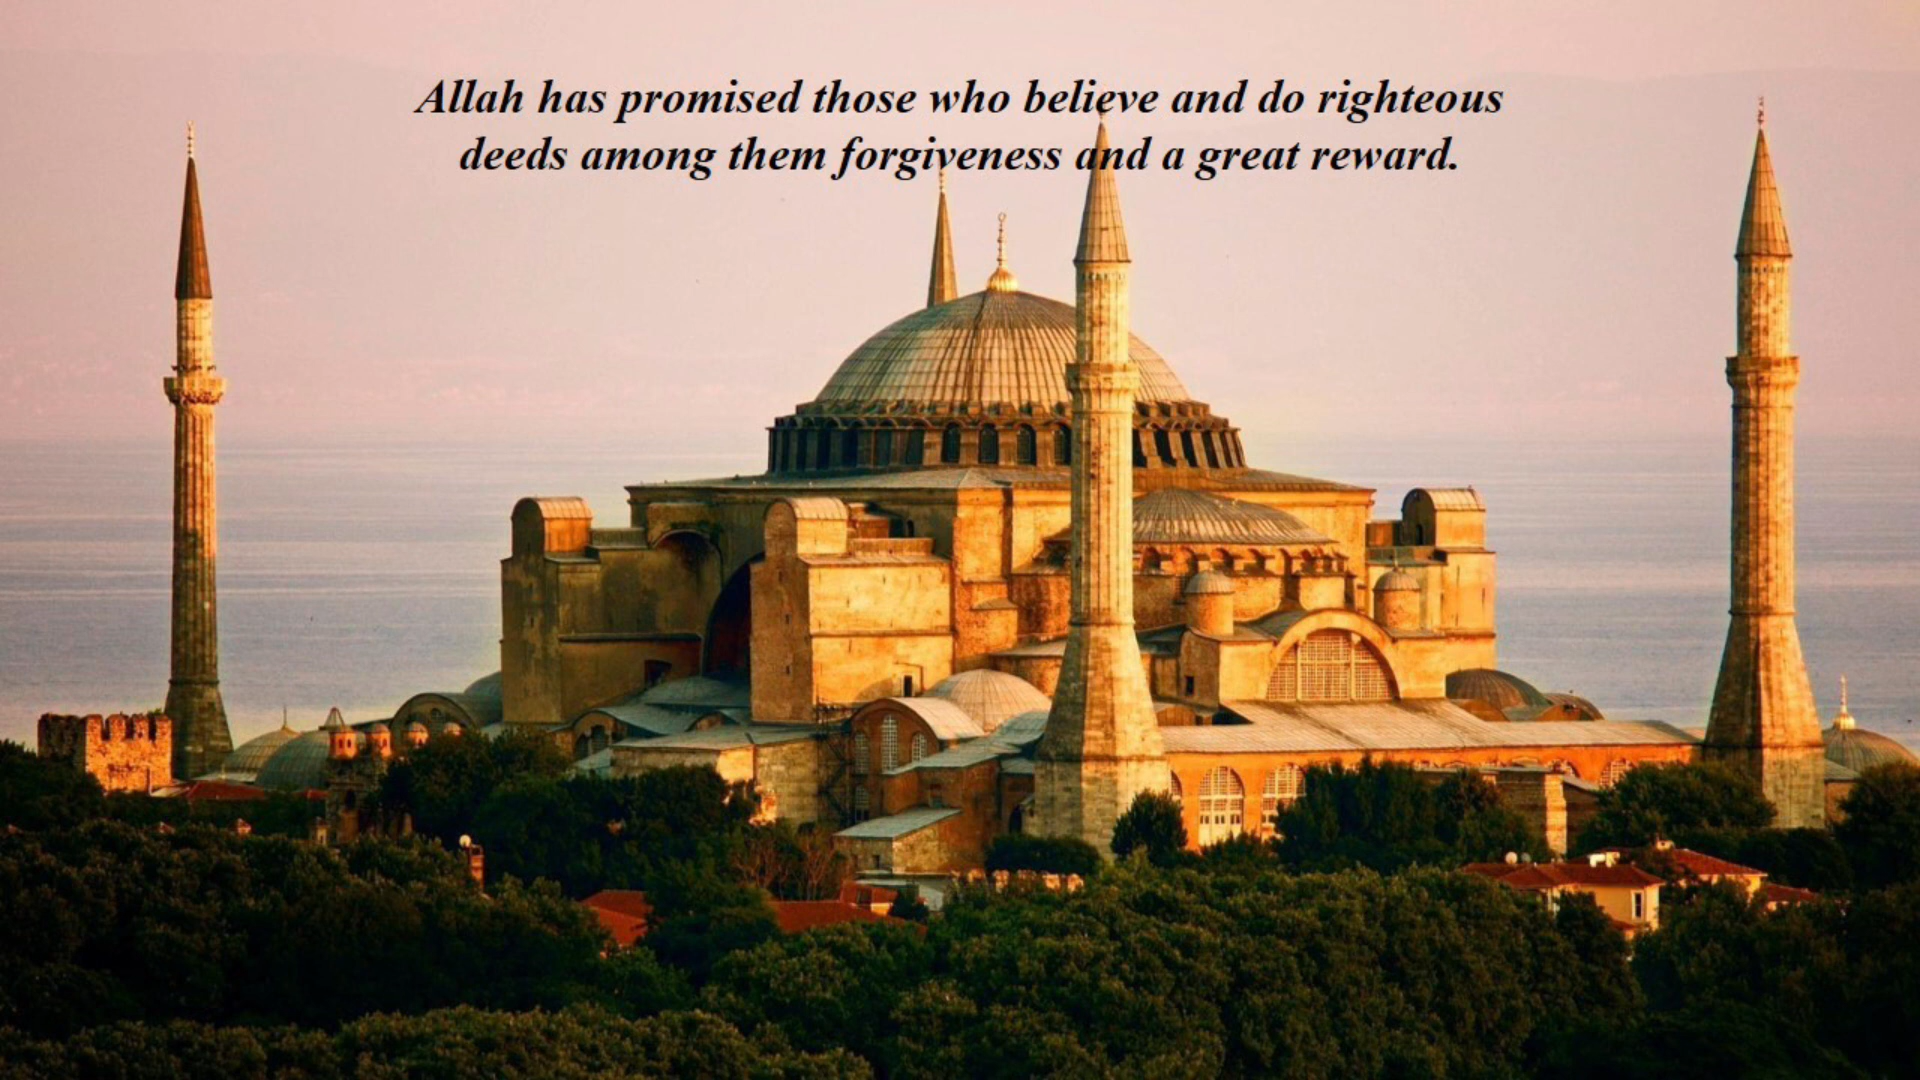 Allah has promised those who believe and do righteous
deeds among them forgiveness and a great reward.